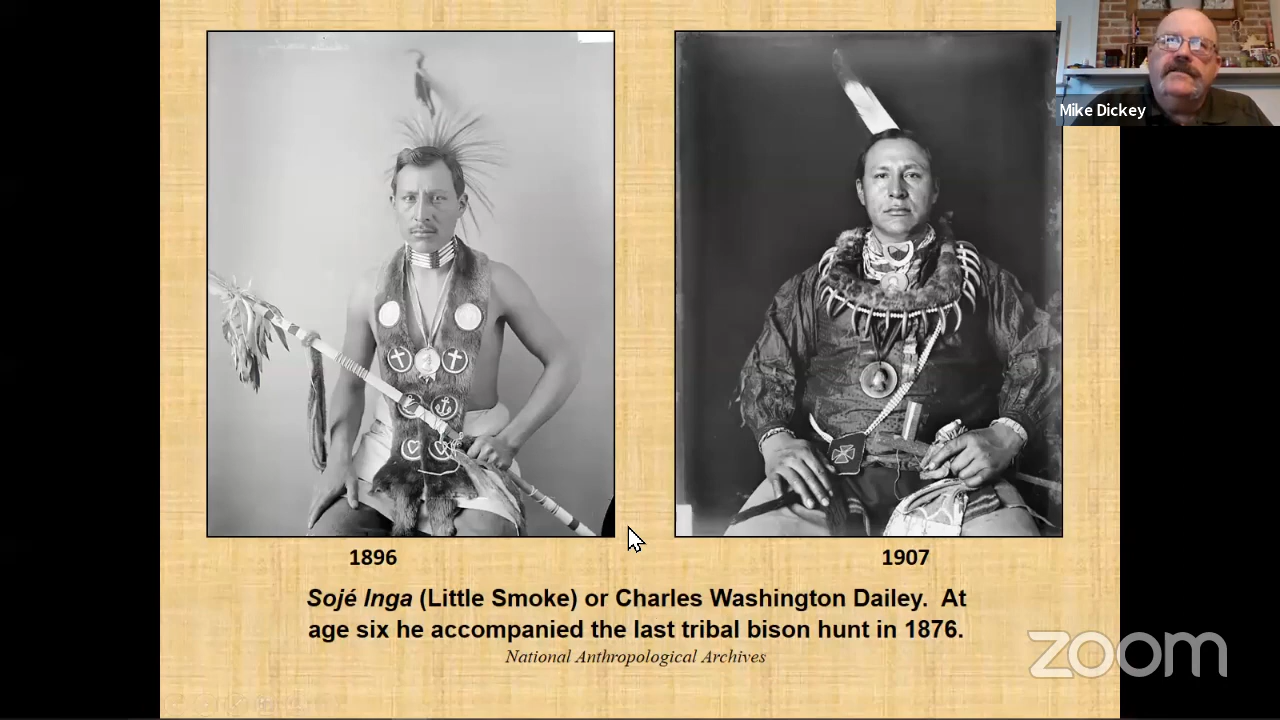 Mike Dickey
1896
1907
Sojé Inga (Little Smoke) or Charles Washington Dailey. At
age six he accompanied the last tribal bison hunt in 1876.
National Anthropological Archives
zoom